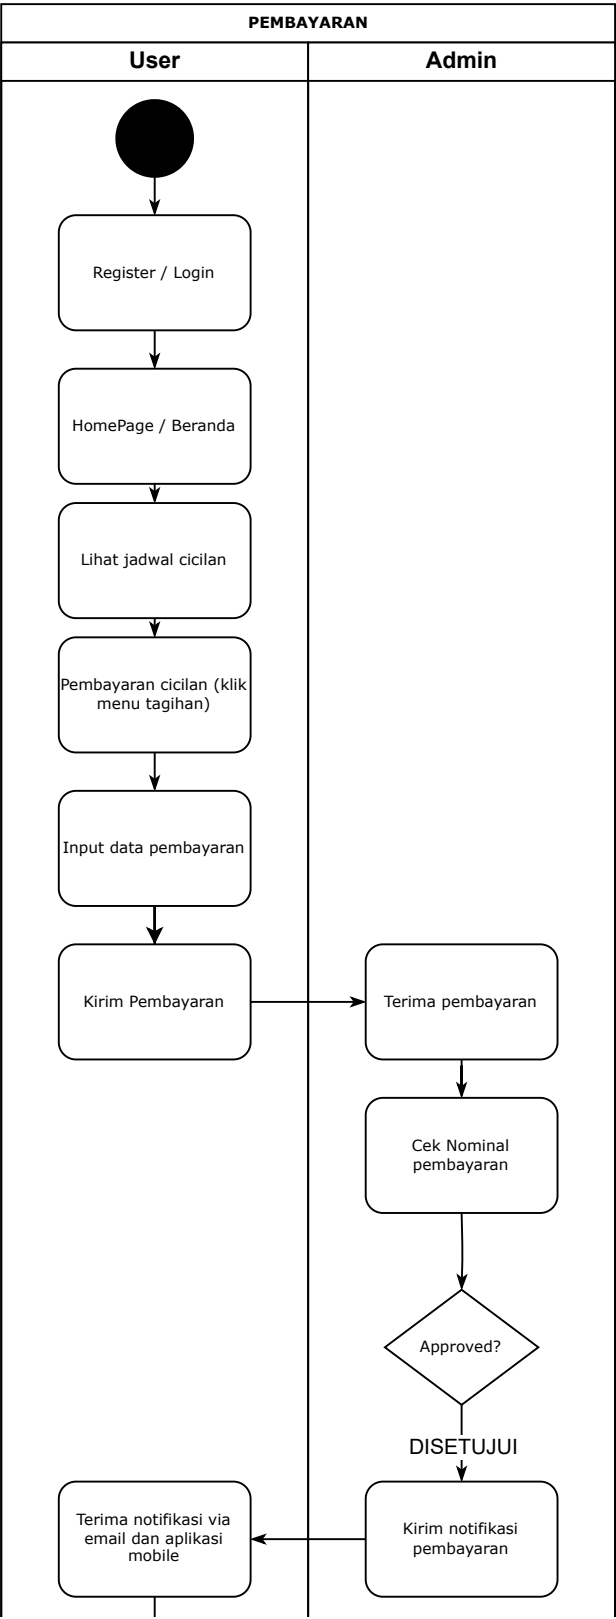 PEMBAYARAN
User
Admin
Register / Login
HomePage / Beranda
Lihat jadwal cicilan
Pembayaran cicilan (klik
menu tagihan)
Input data pembayaran
Kirim Pembayaran
Terima pembayaran
Cek Nominal
pembayaran
Approved?
DISETUJUI
Kirim notifikasi
pembayaran
Terima notifikasi via
email dan aplikasi
mobile